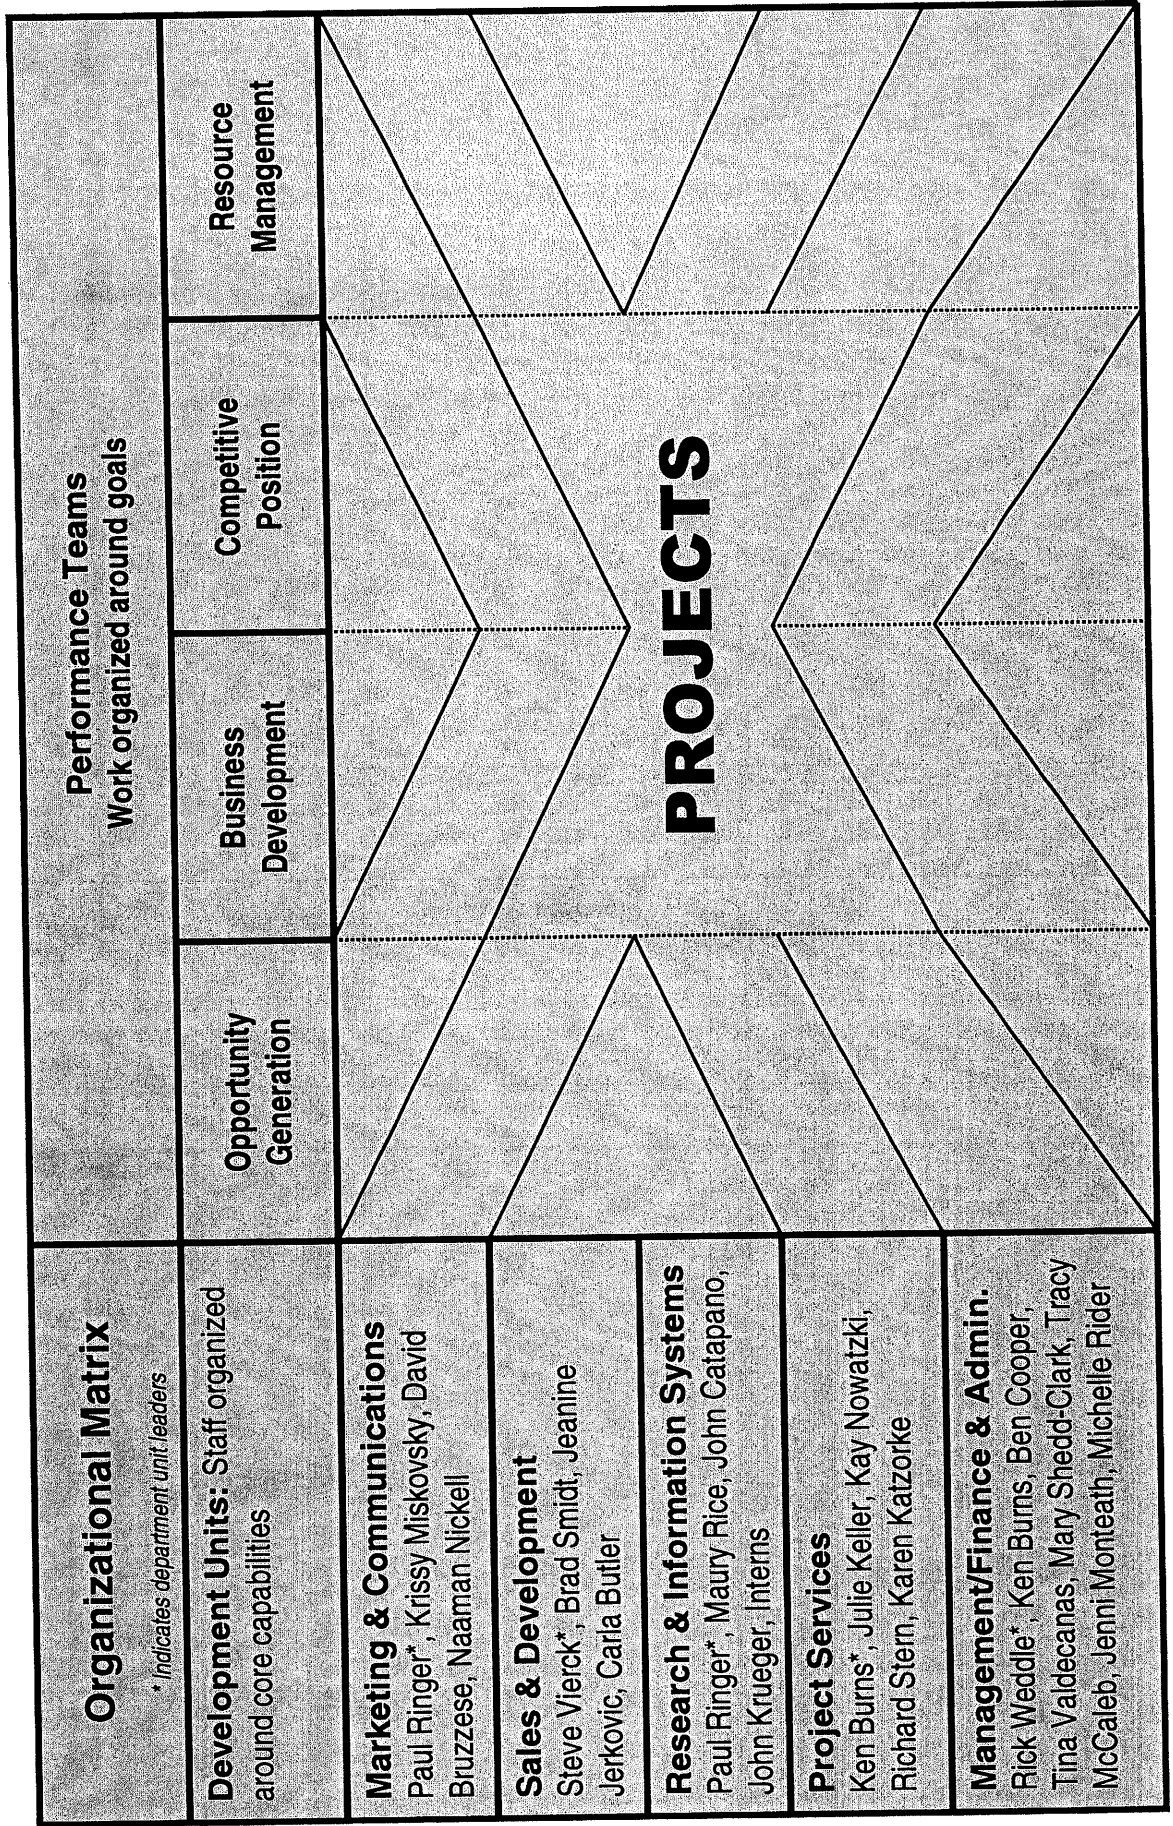 Organizational Matrix
* Indicates department unit leaders
Performance Teams
Work organized around goals
Development Units: Staff organized
around core capabilities
Opportunity
Generation
Business
Development
Competitive
Position
Resource
Management
Marketing & Communications
Paul Ringer*, Krissy Miskovsky, David
Bruzzese, Naaman Nickell
Sales & Development
Steve Vierck*, Brad Smidt, Jeanine
Jerkovic, Carla Butler
Research & Information Systems
Paul Ringer*, Maury Rice, John Catapano,
John Krueger, Interns
Project Services
Ken Burns*, Julie Keller, Kay Nowatzki,
Richard Stern, Karen Katzorke
Management/Finance & Admin.
Rick Weddle*, Ken Burns, Ben Cooper,
Tina Valdecanas, Mary Shedd-Clark, Tracy
McCaleb, Jenni Monteath, Michelle Rider
PROJECTS